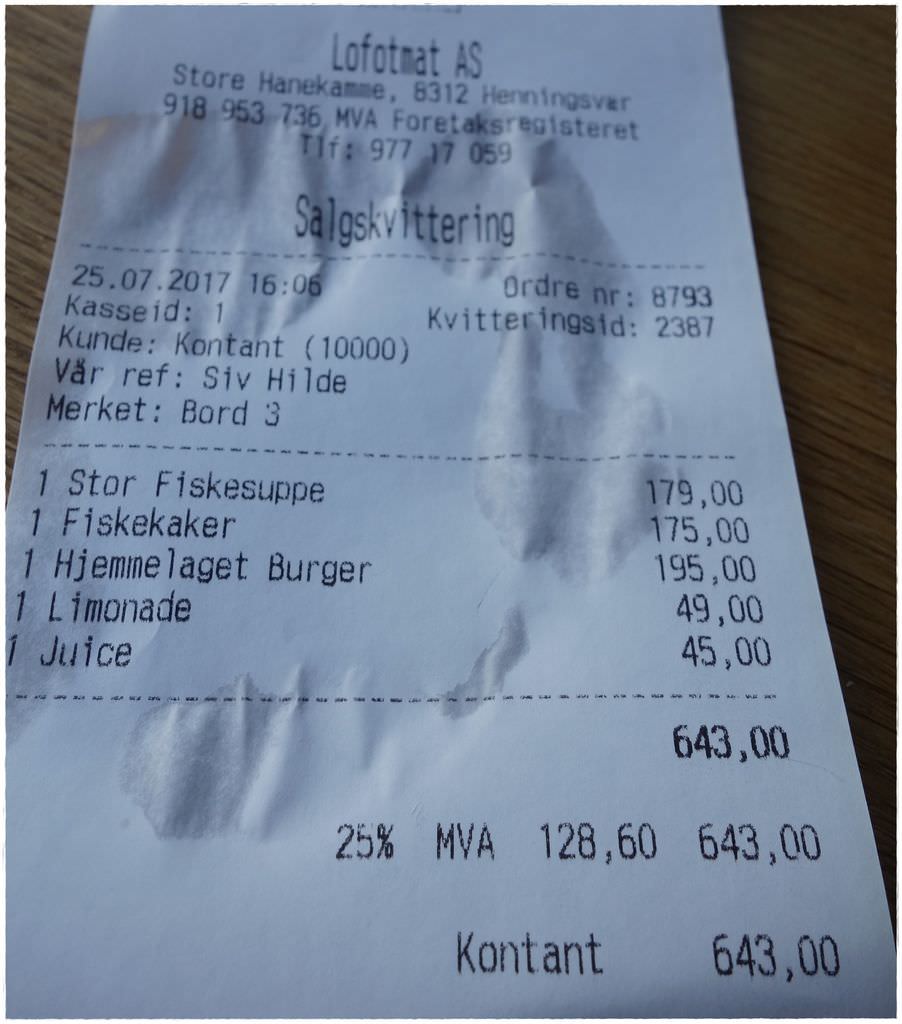 Lofotmat AS
Store Hanekamme, 8312 Henningsvær
918 953 736 MVA Foretaksregisteret
Tlf: 977 17 059
Salgskvittering
25.07.2017 16:06 Ordre nr: 8793
Kasseid: 1 Kvitteringsid: 2387
Kunde: Kontant (10000)
Vår ref: Siv Hilde
Merket: Bord 3
1 Stor Fiskesuppe 179,00
1 Fiskekaker 175,00
1 Hjemmelaget Burger 195,00
1 Limonade 49,00
1 Juice 45,00
643,00
25% MVA 128,60 643,00
Kontant 643,00